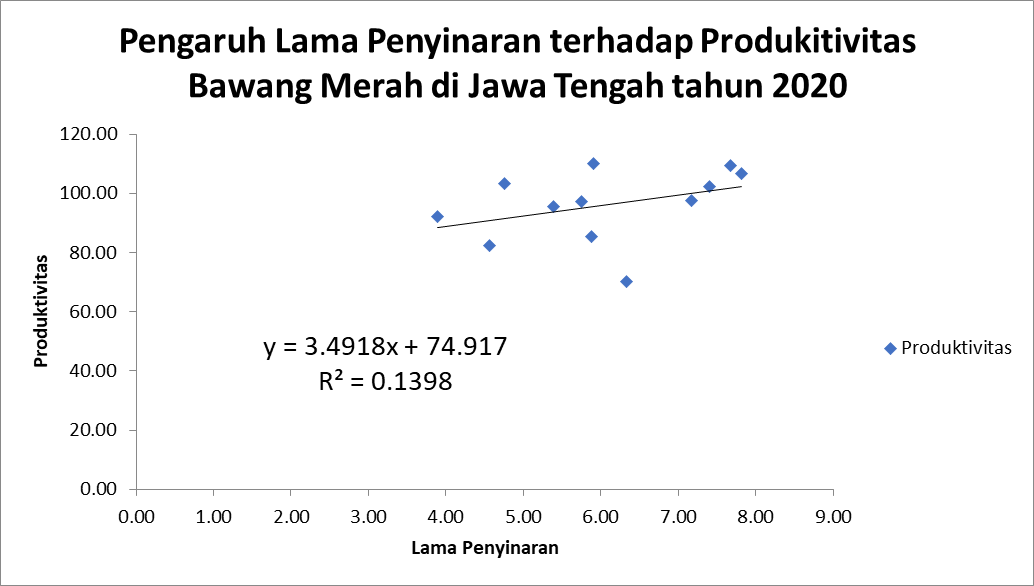 Pengaruh Lama Penyinaran terhadap Produkitivitas
Bawang Merah di Jawa Tengah tahun 2020
120.00
100.00
80.00
60.00
40.00
20.00
0.00
Produktivitas
y = 3.4918x + 74.917
R² = 0.1398
Produktivitas
0.00 1.00 2.00 3.00 4.00 5.00 6.00 7.00 8.00 9.00
Lama Penyinaran